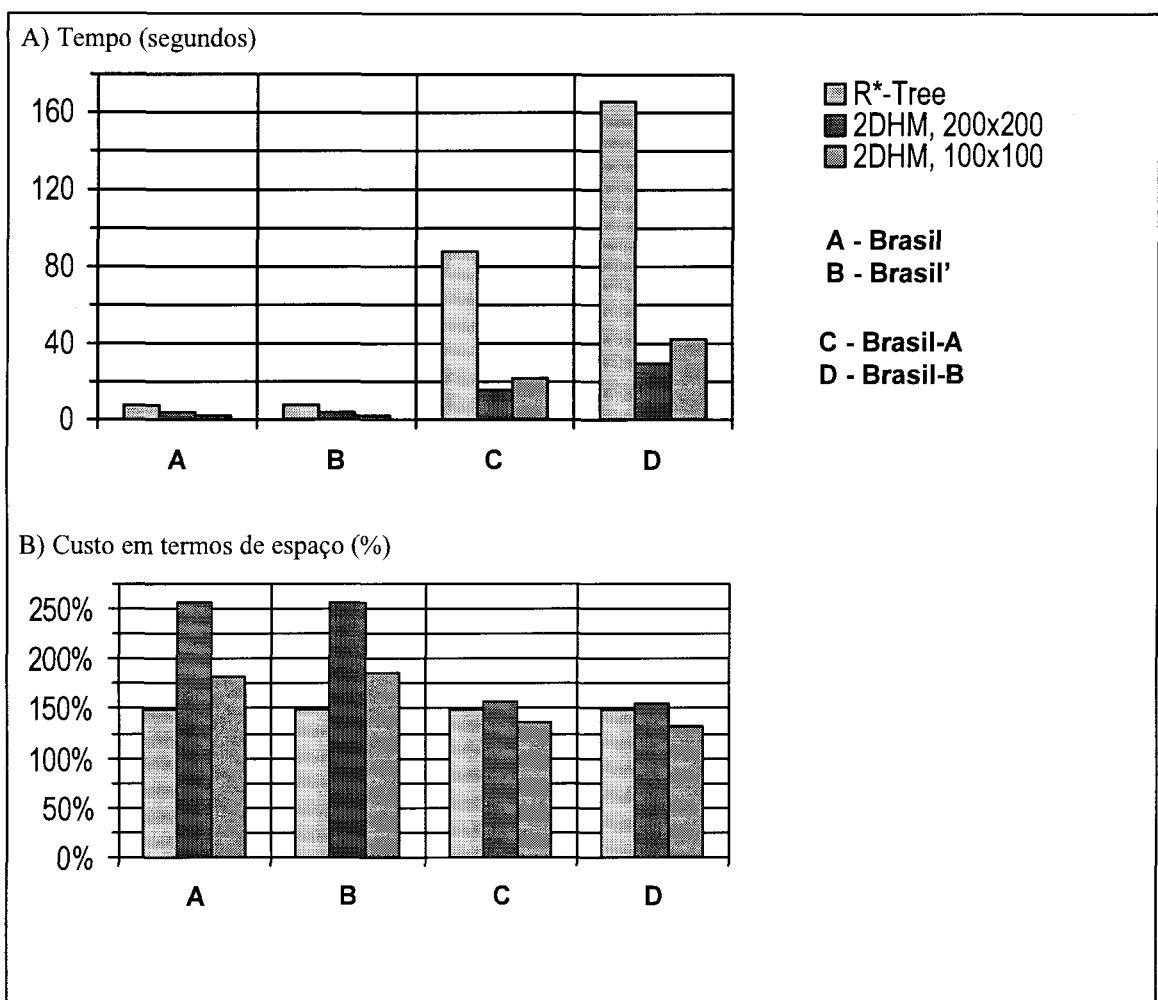 A) Tempo (segundos)
160
120
80
40
0
A B C D
R*-Tree
2DHM, 200x200
2DHM, 100x100
A - Brasil
B - Brasil'
C - Brasil-A
D - Brasil-B
B) Custo em termos de espaço (%)
250%
200%
150%
100%
50%
0%
A B C D